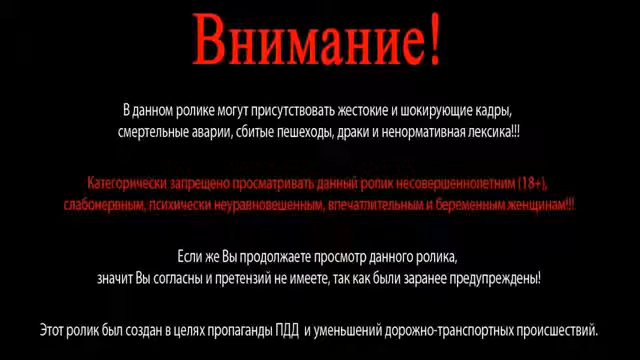 Внимание!
В данном ролике могут присутствовать жестокие и шокирующие кадры,
смертельные аварии, сбитые пешеходы, драки и ненормативная лексика!!!
Категорически запрещено просматривать данный ролик несовершеннолетним (18+),
слабонервным, психически неуравновешенным, впечатлительным и беременным женщинам!!!
Если же Вы продолжаете просмотр данного ролика,
значит Вы согласны и претензий не имеете, так как были заранее предупреждены!
Этот ролик был создан в целях пропаганды ПДД и уменьшений дорожно-транспортных происшествий.